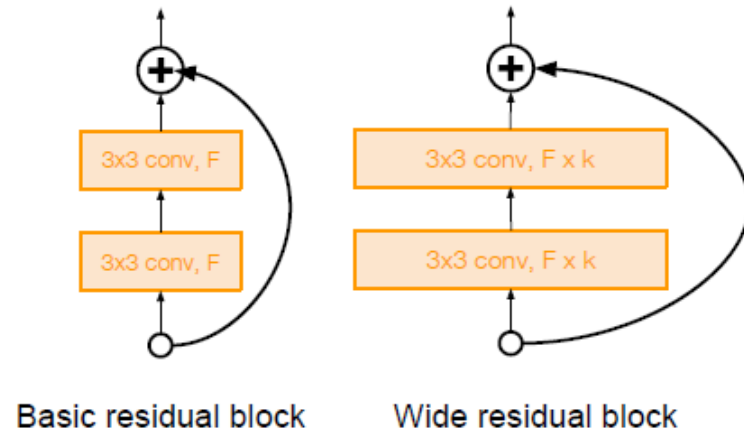 3x3 conv, F
3x3 conv, F
Basic residual block
3x3 conv, F x k
3x3 conv, F x k
Wide residual block